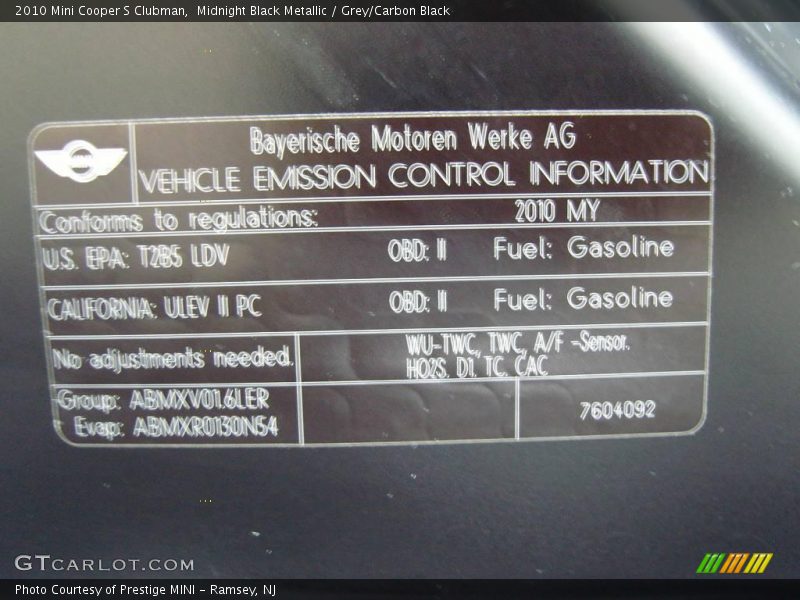 2010 Mini Cooper S Clubman,  Midnight Black Metallic / Grey/Carbon Black
Bayerische Motoren Werke AG
VEHICLE EMISSION CONTROL INFORMATION
Conforms to regulations: 2010 MY
U.S. EPA: T2B5 LDV OBD: II Fuel: Gasoline
CALIFORNIA: ULEV II PC OBD: II Fuel: Gasoline
No adjustments needed.
WU-TWC, TWC, A/F -Sensor,
HO2S, DI, TC, CAC
Group: ABMXV01.6LER
Evap: ABMXR0130N54
7604092
GTCARLOT.COM
Photo Courtesy of Prestige MINI - Ramsey, NJ